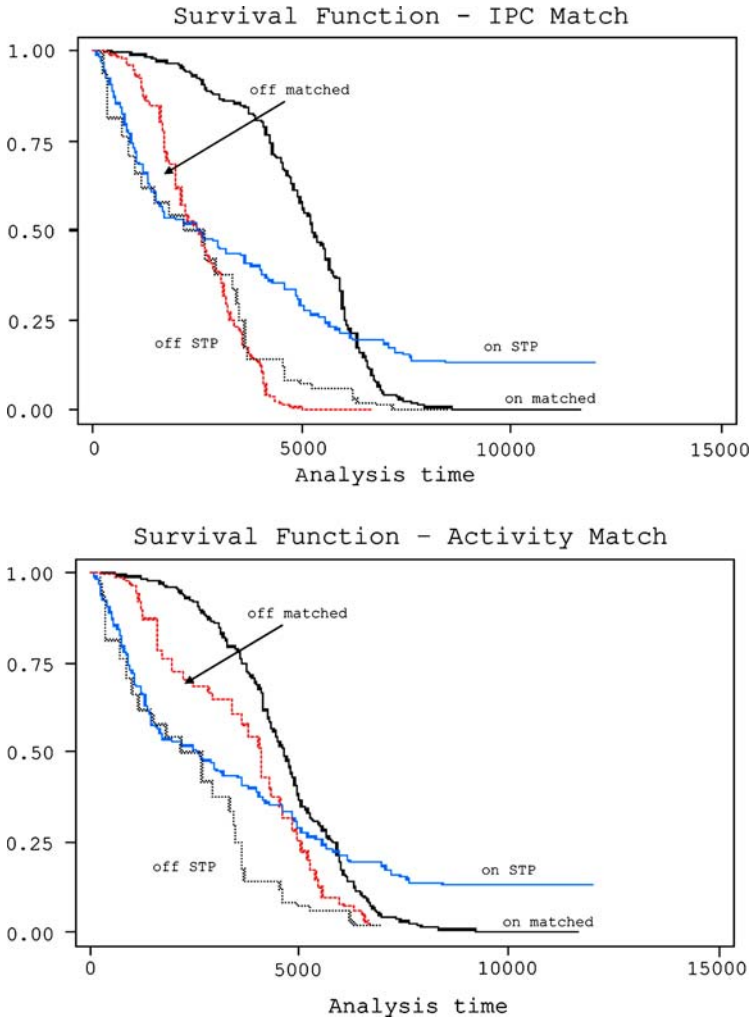 Survival Function - IPC Match
1.00
off matched
0.75
0.50
0.25
off STP
on STP
0.00
on matched
0
5000
10000
15000
Analysis time
Survival Function - Activity Match
1.00
off matched
0.75
0.50
0.25
off STP
on STP
0.00
on matched
0
5000
10000
15000
Analysis time